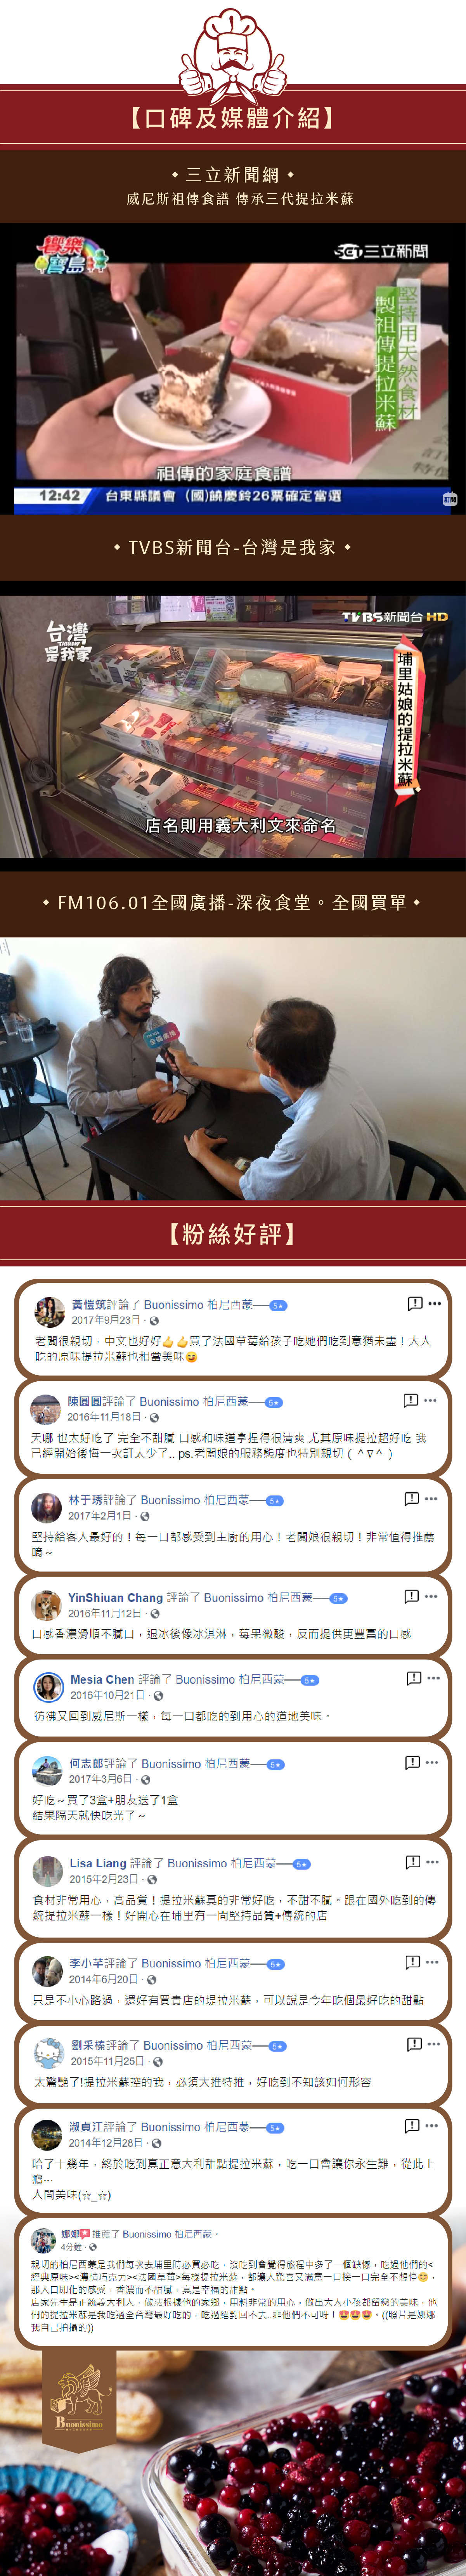 【口碑及媒體介紹】
三立新聞網
威尼斯祖傳食譜 傳承三代提拉米蘇
饗樂寶島
SET三立新聞
堅持用天然食材
製祖傳提拉米蘇
祖傳的家庭食譜
12:42 台東縣議會 (國)饒慶鈴26票確定當選
TVBS新聞台-台灣是我家
台灣
TAIWAN
是我家
TVBS新聞台 HD
埔里姑娘的提拉米蘇
店名則用義大利文來命名
FM106.01全國廣播-深夜食堂。全國買單
全國廣播
【粉絲好評】
黃愷筑評論了 Buonissimo 柏尼西蒙—5★
2017年9月23日
老闆很親切，中文也好好👍👍買了法國草莓給孩子吃她們吃到意猶未盡！大人
吃的原味提拉米蘇也相當美味😋
陳圓圓評論了 Buonissimo 柏尼西蒙—5★
2016年11月18日
天哪 也太好吃了 完全不甜膩 口感和味道拿捏得很清爽 尤其原味提拉超好吃 我
已經開始後悔一次訂太少了.. ps.老闆娘的服務態度也特別親切（＾∇＾）
林于琇評論了 Buonissimo 柏尼西蒙—5★
2017年2月1日
堅持給客人最好的！每一口都感受到主廚的用心！老闆娘很親切！非常值得推薦
唷～
YinShiuan Chang 評論了 Buonissimo 柏尼西蒙—5★
2016年11月12日
口感香濃滑順不膩口，退冰後像冰淇淋，莓果微酸，反而提供更豐富的口感
Mesia Chen 評論了 Buonissimo 柏尼西蒙—5★
2016年10月21日
彷彿又回到威尼斯一樣，每一口都吃的到用心的道地美味。
何志郎評論了 Buonissimo 柏尼西蒙—5★
2017年3月6日
好吃～買了3盒+朋友送了1盒
結果隔天就快吃光了～
Lisa Liang 評論了 Buonissimo 柏尼西蒙—5★
2015年2月23日
食材非常用心，高品質！提拉米蘇真的非常好吃，不甜不膩。跟在國外吃到的傳
統提拉米蘇一樣！好開心在埔里有一間堅持品質+傳統的店
李小芊評論了 Buonissimo 柏尼西蒙—5★
2014年6月20日
只是不小心路過，還好有買貴店的堤拉米蘇，可以說是今年吃個最好吃的甜點
劉采榛評論了 Buonissimo 柏尼西蒙—5★
2015年11月25日
太驚豔了!提拉米蘇控的我，必須大推特推，好吃到不知該如何形容
淑貞江評論了 Buonissimo 柏尼西蒙—5★
2014年12月28日
哈了十幾年，終於吃到真正意大利甜點提拉米蘇，吃一口會讓你永生難，從此上
癮…
人間美味(☆_☆)
娜娜推薦了 Buonissimo 柏尼西蒙。
4分鐘
親切的柏尼西蒙是我們每次去埔里時必買必吃，沒吃到會覺得旅程中多了一個缺憾，吃過他們的<
經典原味><濃情巧克力><法國草莓>每樣提拉米蘇，都讓人驚喜又滿意一口接一口完全不想停😋，
那入口即化的感受，香濃而不甜膩，真是幸福的甜點。
店家先生是正統義大利人，做法根據他的家鄉，用料非常的用心，做出大人小孩都留戀的美味，他
們的提拉米蘇是我吃過全台灣最好吃的，吃過絕對回不去..非他們不可呀！🤩🤩🤩。((照片是娜娜
我自己拍攝的))
Buonissimo